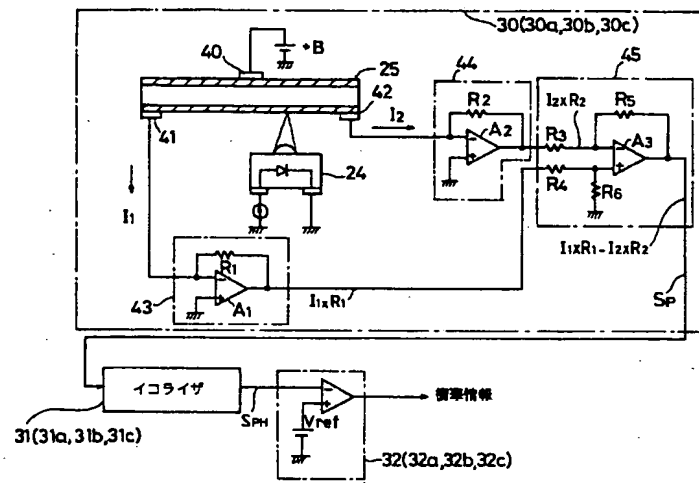 30(30a,30b,30c)
40
+B
25
42
44
45
41
I2
R2
A2
I2xR2
R3
R5
A3
R4
R6
24
I1
R1
A1
43
I1xR1
I1xR1-I2xR2
SP
イコライザ
SPH
Vref
衝撃情報
31(31a,31b,31c)
32(32a,32b,32c)